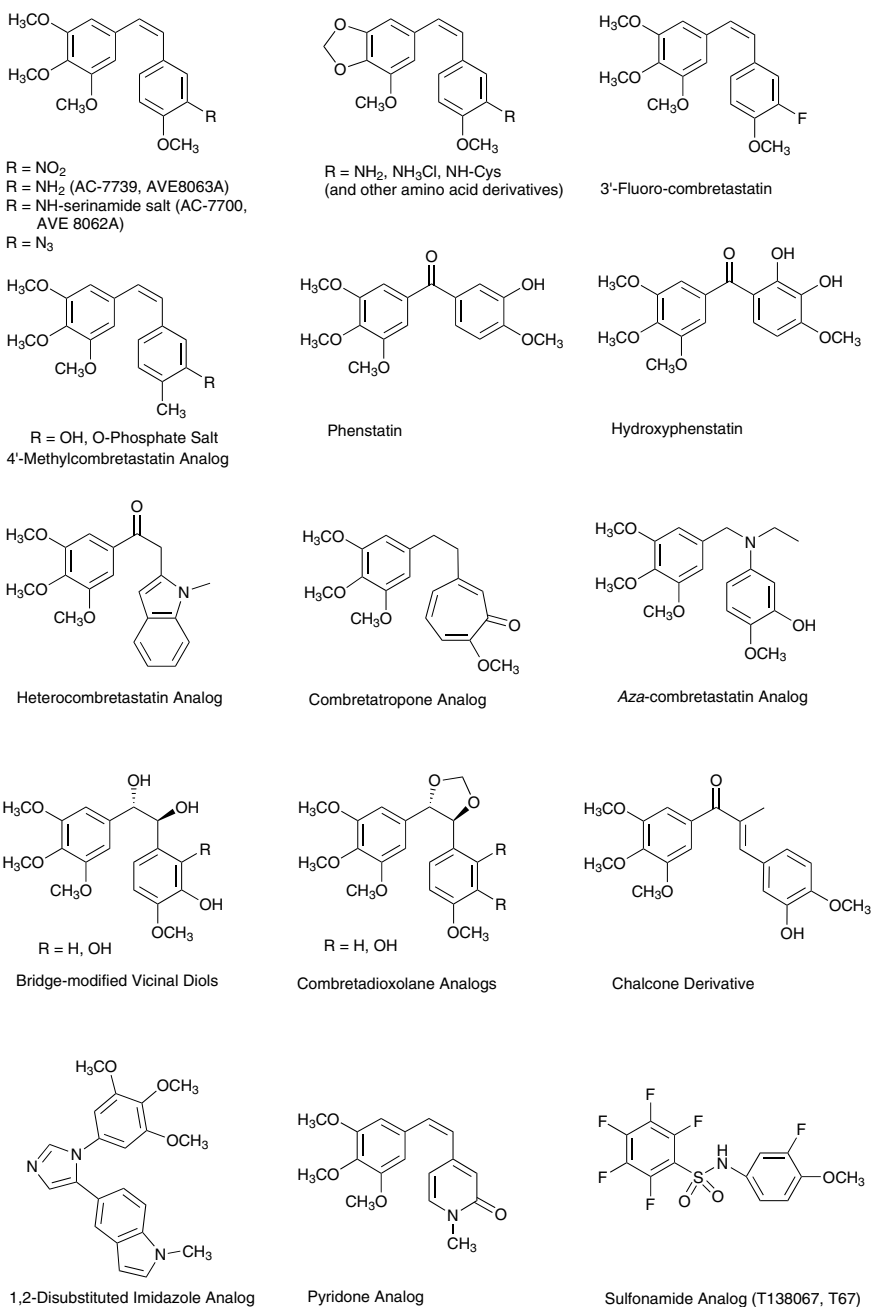 H₃CO
H₃CO
CH₃O
R
OCH₃
R = NO₂
R = NH₂ (AC-7739, AVE8063A)
R = NH-serinamide salt (AC-7700,
AVE 8062A)
R = N₃
O
O
OCH₃
R
OCH₃
R = NH₂, NH₃Cl, NH-Cys
(and other amino acid derivatives)
H₃CO
H₃CO
CH₃O
F
OCH₃
3'-Fluoro-combretastatin
H₃CO
H₃CO
CH₃O
R
CH₃
R = OH, O-Phosphate Salt
4'-Methylcombretastatin Analog
O
H₃CO
OH
H₃CO
OCH₃
CH₃O
Phenstatin
O
OH
H₃CO
OH
H₃CO
OCH₃
CH₃O
Hydroxyphenstatin
O
H₃CO
H₃CO
N
CH₃O
Heterocombretastatin Analog
H₃CO
H₃CO
CH₃O
O
OCH₃
Combretatropone Analog
H₃CO
N
H₃CO
CH₃O
OH
OCH₃
Aza-combretastatin Analog
OH
H₃CO
OH
H₃CO
R
CH₃O
OH
OCH₃
R = H, OH
Bridge-modified Vicinal Diols
O
O
H₃CO
H₃CO
R
CH₃O
R
OCH₃
R = H, OH
Combretadioxolane Analogs
O
H₃CO
H₃CO
CH₃O
OCH₃
OH
Chalcone Derivative
H₃CO
OCH₃
OCH₃
N
N
N
CH₃
1,2-Disubstituted Imidazole Analog
H₃CO
H₃CO
CH₃O
O
N
CH₃
Pyridone Analog
F
F
F
F
H
N
F
F
S
O
O
OCH₃
Sulfonamide Analog (T138067, T67)